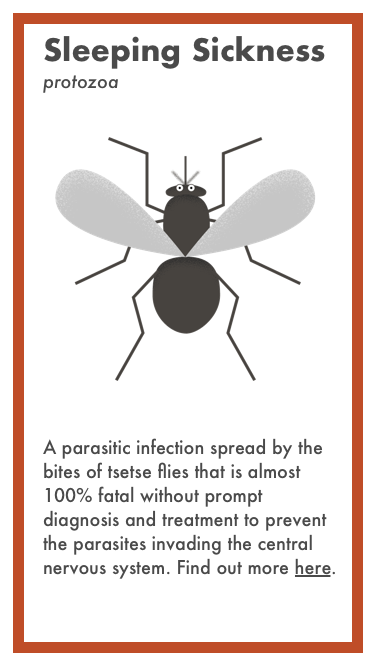 Sleeping Sickness
protozoa
A parasitic infection spread by the
bites of tsetse flies that is almost
100% fatal without prompt
diagnosis and treatment to prevent
the parasites invading the central
nervous system. Find out more here.